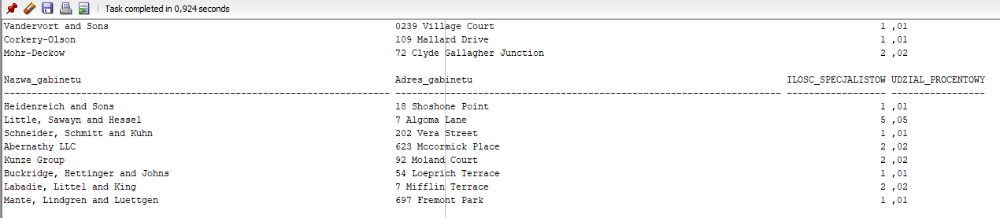 Task completed in 0,924 seconds
Vandervort and Sons 0239 Village Court 1 ,01
Corkery-Olson 109 Mallard Drive 1 ,01
Mohr-Deckow 72 Clyde Gallagher Junction 2 ,02
Nazwa_gabinetu Adres_gabinetu ILOSC_SPECJALISTOW UDZIAL_PROCENTOWY
Heidenreich and Sons 18 Shoshone Point 1 ,01
Little, Sawayn and Hessel 7 Algoma Lane 5 ,05
Schneider, Schmitt and Kuhn 202 Vera Street 1 ,01
Abernathy LLC 623 Mccormick Place 2 ,02
Kunze Group 92 Moland Court 2 ,02
Buckridge, Hettinger and Johns 54 Loeprich Terrace 1 ,01
Labadie, Littel and King 7 Mifflin Terrace 2 ,02
Mante, Lindgren and Luettgen 697 Fremont Park 1 ,01